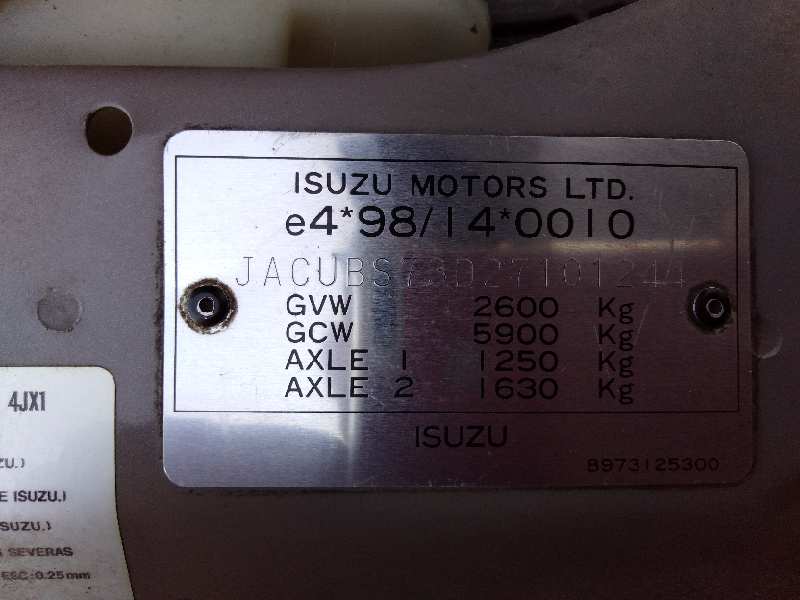 ISUZU MOTORS LTD.
e4*98/14*0010
JACUBS73D27101244
GVW 2600 Kg
GCW 5900 Kg
AXLE 1 1250 Kg
AXLE 2 1630 Kg
ISUZU
8973125300
4JX1
ZU.)
E ISUZU.)
SUZU.)
SEVERAS
ESC:0.25mm